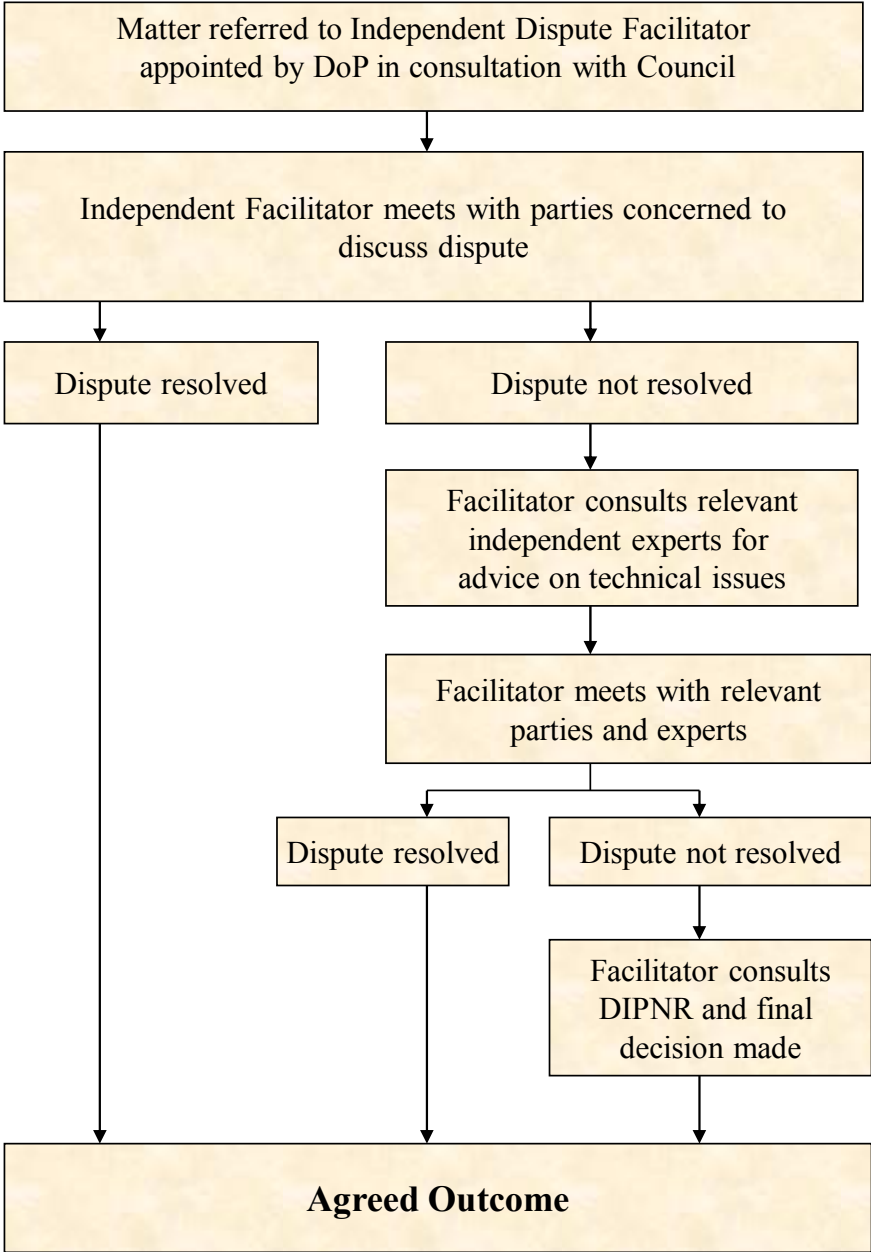 Matter referred to Independent Dispute Facilitator
appointed by DoP in consultation with Council
Independent Facilitator meets with parties concerned to
discuss dispute
Dispute resolved
Dispute not resolved
Facilitator consults relevant
independent experts for
advice on technical issues
Facilitator meets with relevant
parties and experts
Dispute resolved
Dispute not resolved
Facilitator consults
DIPNR and final
decision made
Agreed Outcome